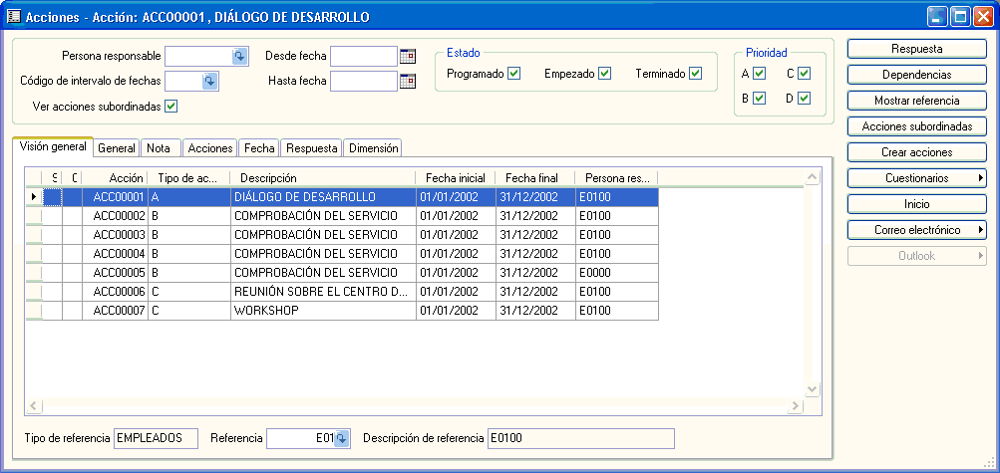 Acciones - Acción: ACC00001, DIÁLOGO DE DESARROLLO
Persona responsable
Desde fecha
Código de intervalo de fechas
Hasta fecha
Ver acciones subordinadas
Estado
Programado Empezado Terminado
Prioridad
A C
B D
Respuesta
Dependencias
Mostrar referencia
Acciones subordinadas
Crear acciones
Cuestionarios
Inicio
Correo electrónico
Outlook
Visión general General Nota Acciones Fecha Respuesta Dimensión
S C Acción Tipo de ac... Descripción Fecha inicial Fecha final Persona res...
ACC00001 A DIÁLOGO DE DESARROLLO 01/01/2002 31/12/2002 E0100
ACC00002 B COMPROBACIÓN DEL SERVICIO 01/01/2002 31/12/2002 E0100
ACC00003 B COMPROBACIÓN DEL SERVICIO 01/01/2002 31/12/2002 E0100
ACC00004 B COMPROBACIÓN DEL SERVICIO 01/01/2002 31/12/2002 E0100
ACC00005 B COMPROBACIÓN DEL SERVICIO 01/01/2002 31/12/2002 E0000
ACC00006 C REUNIÓN SOBRE EL CENTRO D... 01/01/2002 31/12/2002 E0100
ACC00007 C WORKSHOP 01/01/2002 31/12/2002 E0100
Tipo de referencia EMPLEADOS Referencia E01 Descripción de referencia E0100